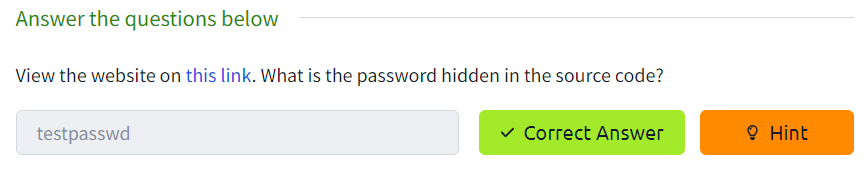 Answer the questions below
View the website on this link. What is the password hidden in the source code?
testpasswd
Correct Answer
Hint